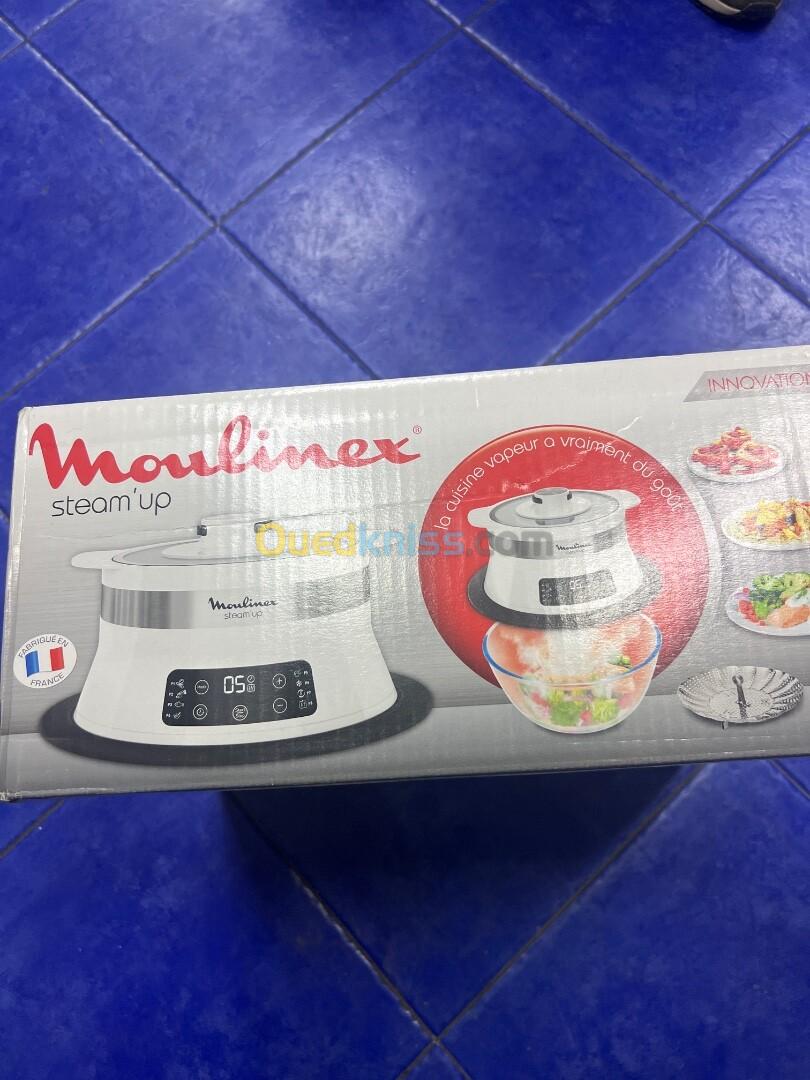 INNOVATION
Moulinex®
steam'up
la cuisine vapeur a vraiment du goût
Ouedkniss.com
Moulinex
Moulinex
steam'up
05
FABRIQUÉ EN
FRANCE
05